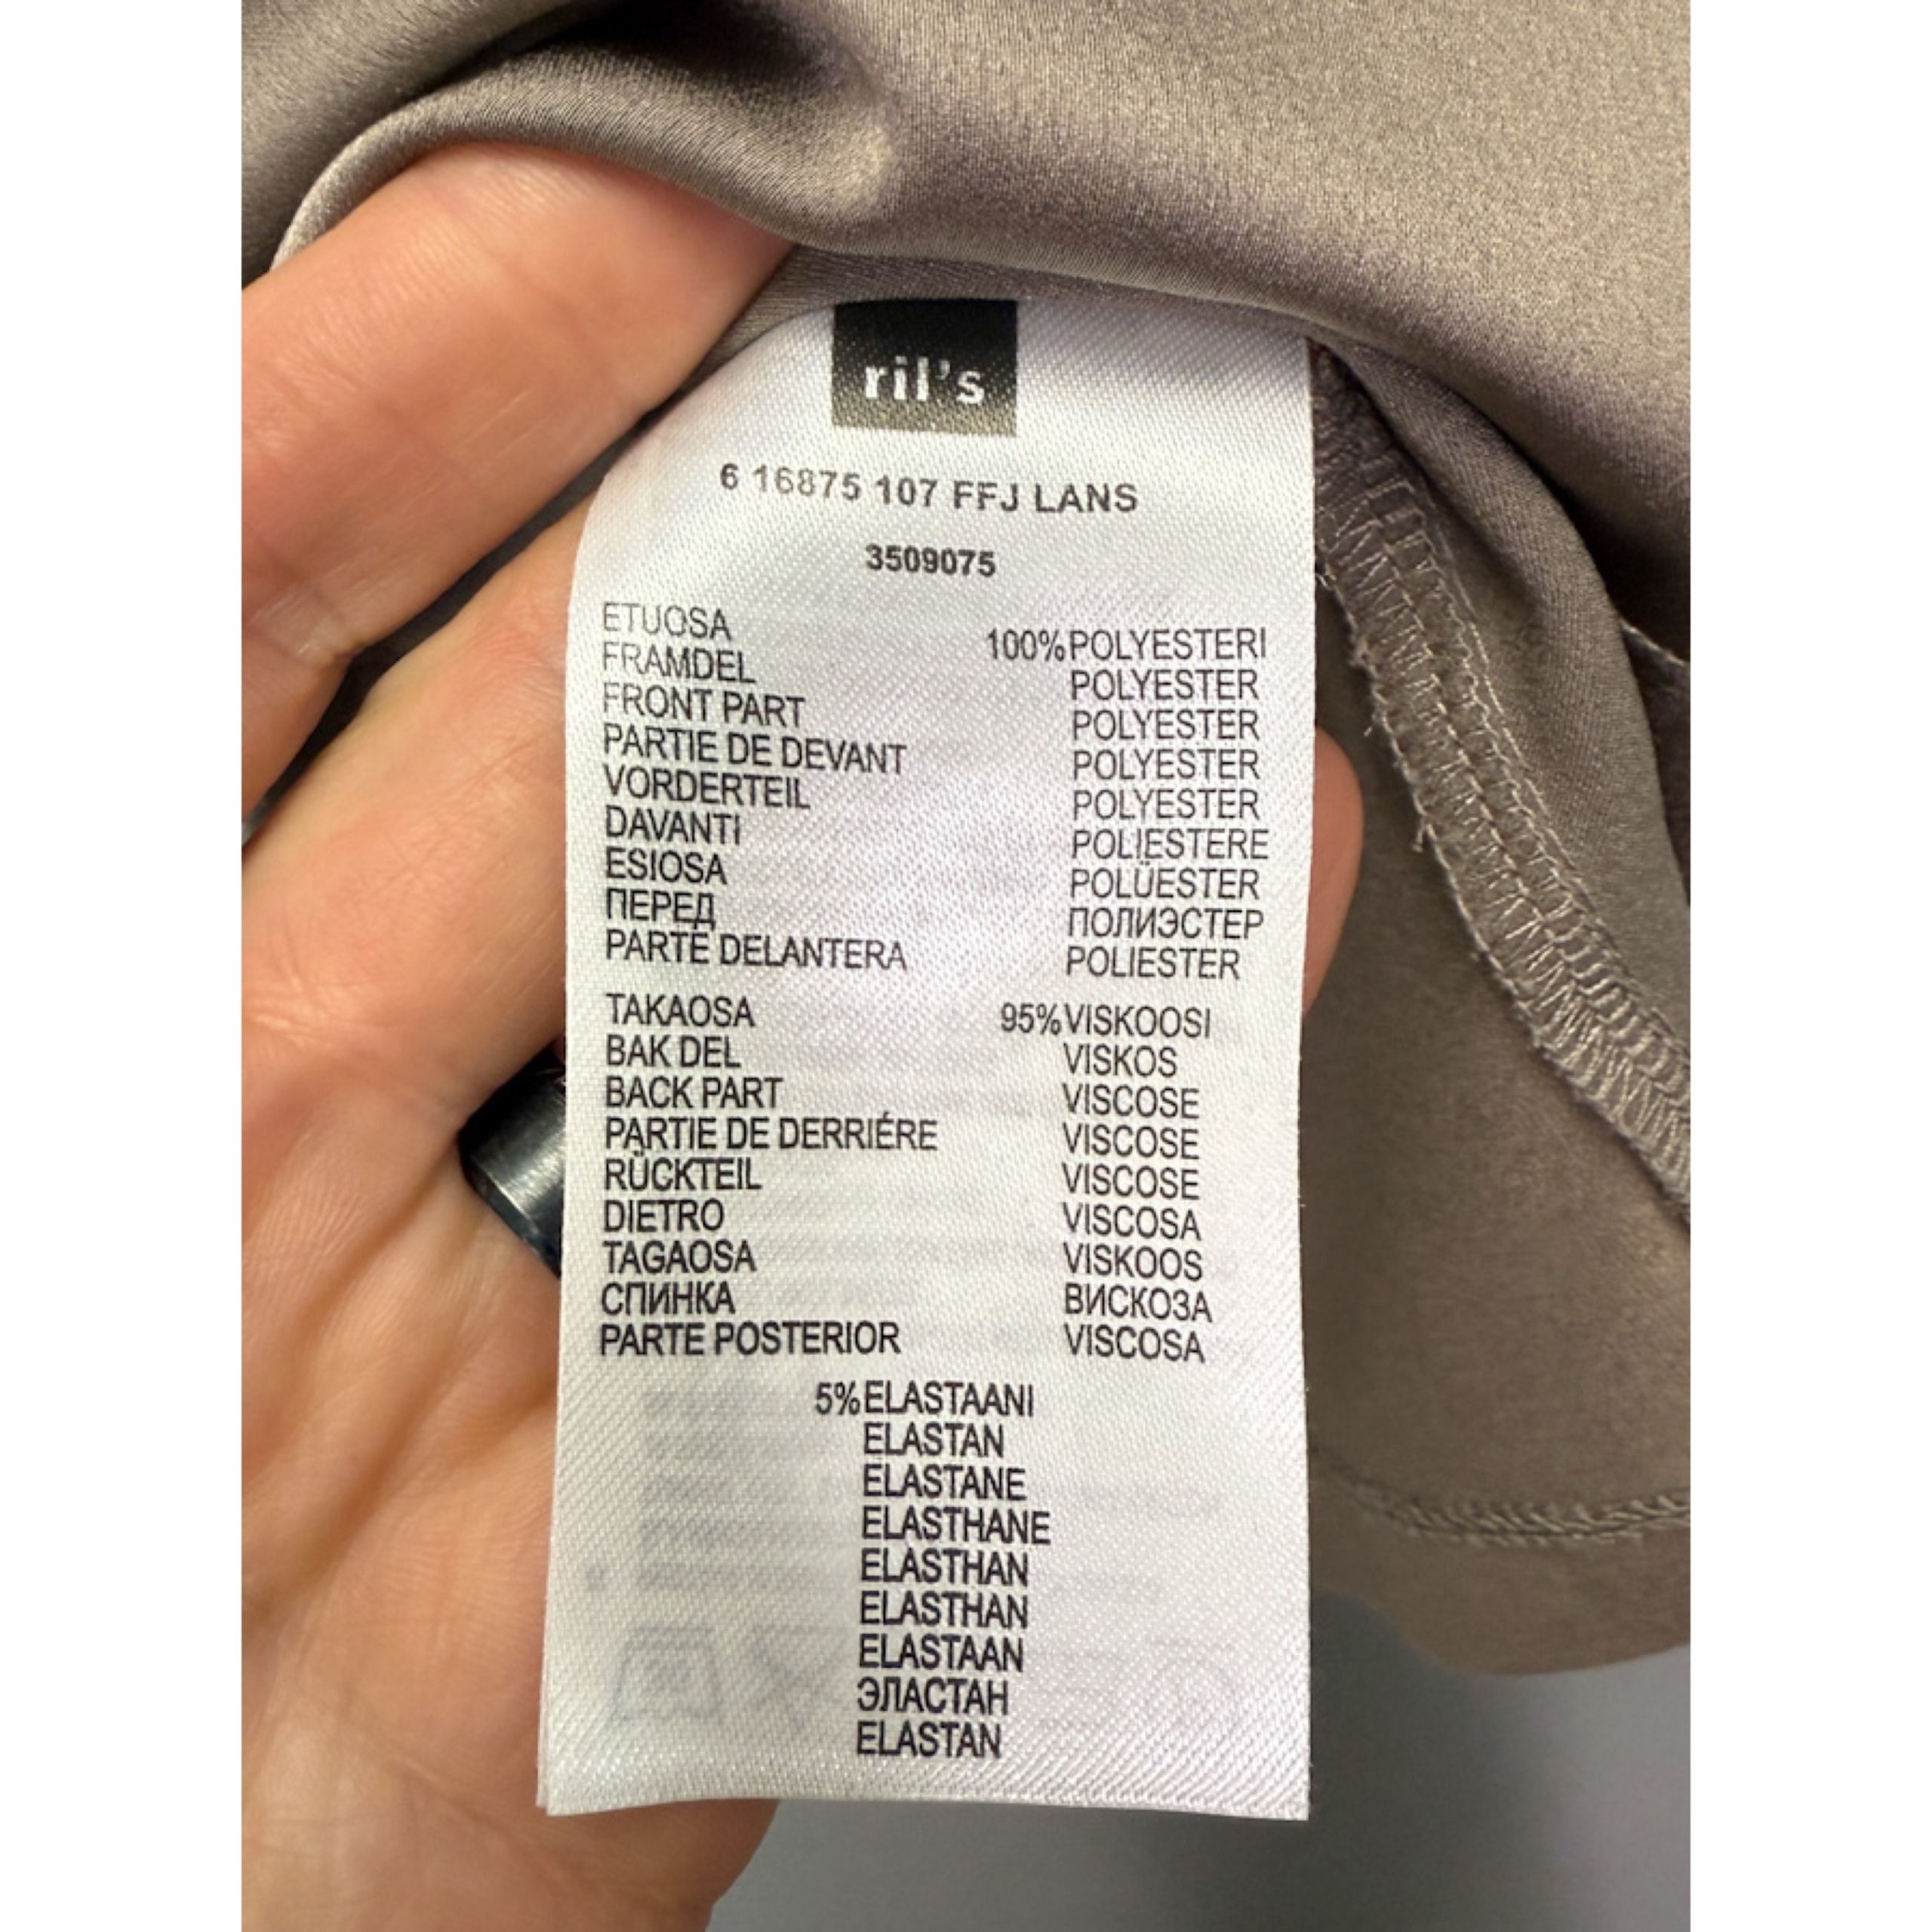 ril's
6 16875 107 FFJ LANS
3509075
ETUOSA 100%POLYESTERI
FRAMDEL POLYESTER
FRONT PART POLYESTER
PARTIE DE DEVANT POLYESTER
VORDERTEIL POLYESTER
DAVANTI POLIESTERE
ESIOSA POLÜESTER
ПЕРЕД ПОЛИЭСТЕР
PARTE DELANTERA POLIESTER
TAKAOSA 95%VISKOOSI
BAK DEL VISKOS
BACK PART VISCOSE
PARTIE DE DERRIÉRE VISCOSE
RÜCKTEIL VISCOSE
DIETRO VISCOSA
TAGAOSA VISKOOS
СПИНКА ВИСКОЗА
PARTE POSTERIOR VISCOSA
5%ELASTAANI
ELASTAN
ELASTANE
ELASTHANE
ELASTHAN
ELASTHAN
ELASTAAN
ЭЛАСТАН
ELASTAN